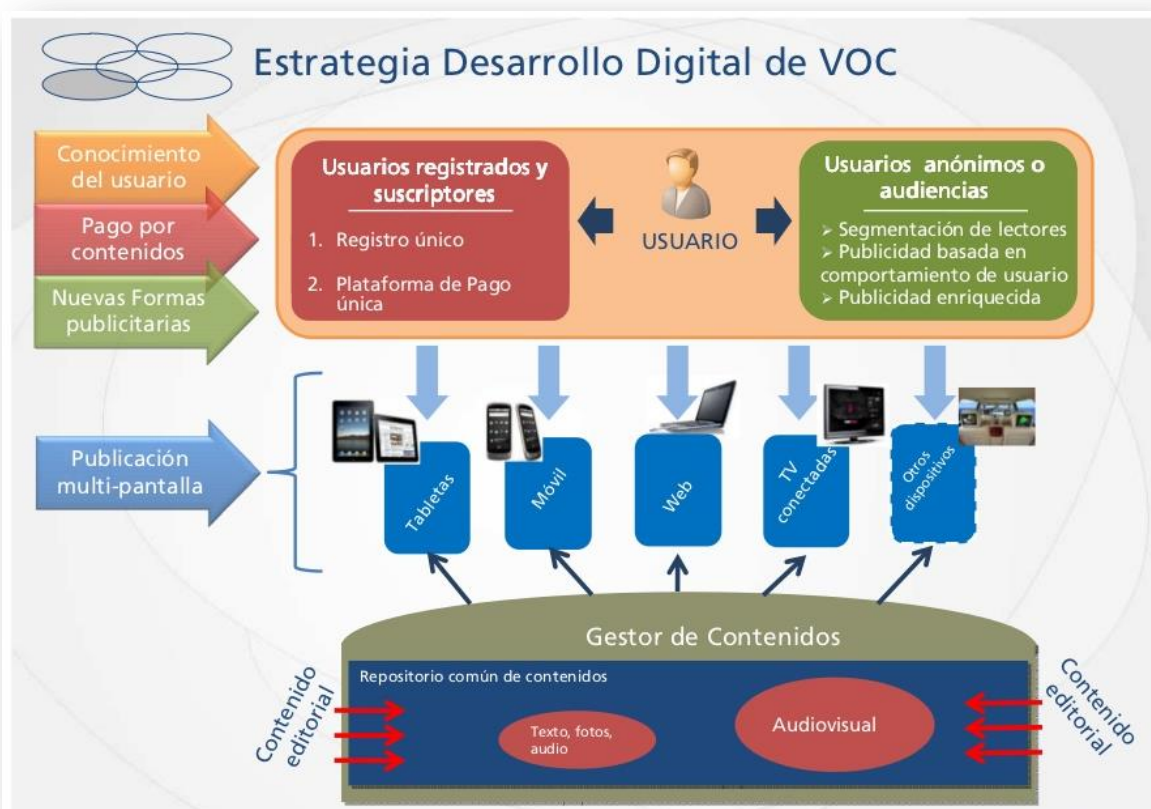 Estrategia Desarrollo Digital de VOC
Conocimiento
del usuario
Pago por
contenidos
Nuevas Formas
publicitarias
Usuarios registrados y
suscriptores
1. Registro único
2. Plataforma de Pago
única
USUARIO
Usuarios anónimos o
audiencias
➢ Segmentación de lectores
➢ Publicidad basada en
comportamiento de usuario
➢ Publicidad enriquecida
Publicación
multi-pantalla
Tabletas
Móvil
Web
TV
conectadas
Otros
dispositivos
Gestor de Contenidos
Repositorio común de contenidos
Contenido
editorial
Texto, fotos,
audio
Audiovisual
Contenido
editorial